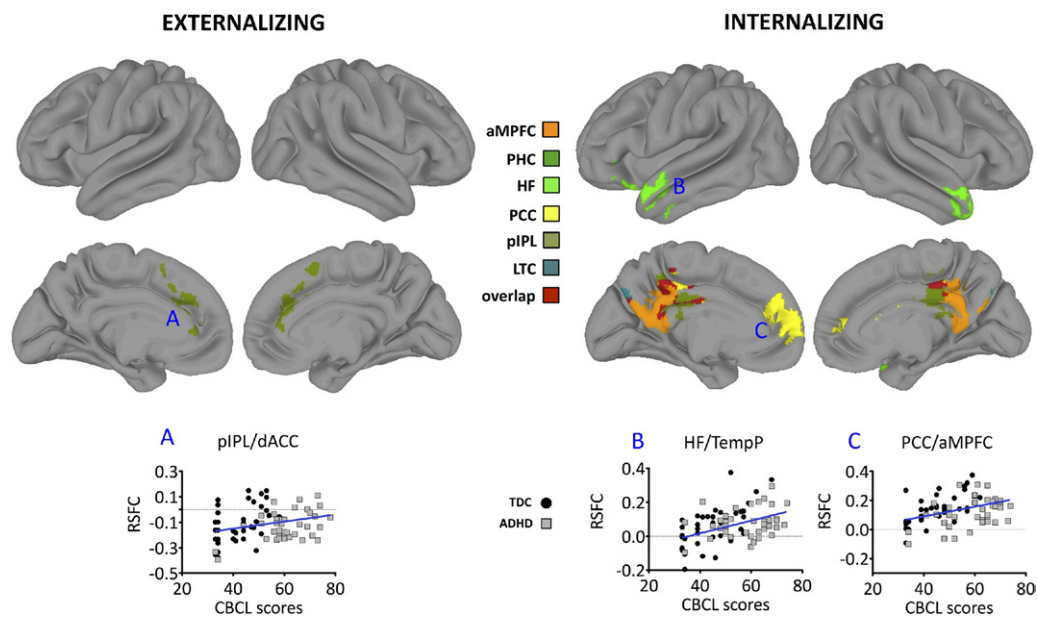 EXTERNALIZING
INTERNALIZING
aMPFC
PHC
HF
PCC
pIPL
LTC
overlap
A
B
C
A
pIPL/dACC
RSFC
0.3
0.1
-0.1
-0.3
-0.5
20
40
60
80
CBCL scores
TDC
ADHD
B
HF/TempP
RSFC
0.4
0.2
0.0
-0.2
20
40
60
80
CBCL scores
C
PCC/aMPFC
RSFC
0.4
0.2
0.0
-0.2
20
40
60
80
CBCL scores